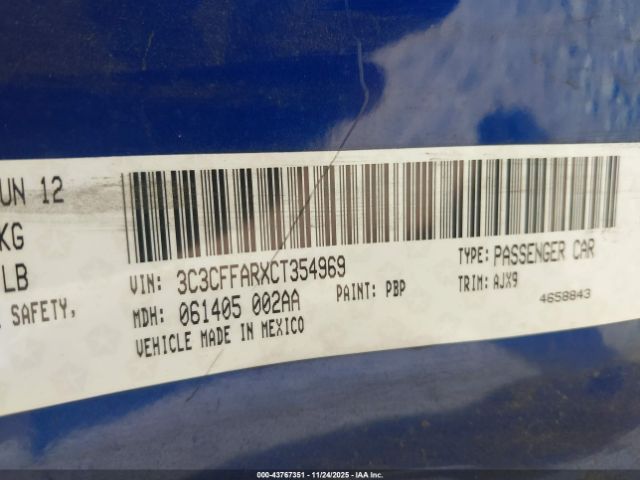 UN 12
KG
LB
SAFETY,
VIN: 3C3CFFARXCT354969
TYPE: PASSENGER CAR
MDH: 061405 002AA
PAINT: PBP
TRIM: AJX9
VEHICLE MADE IN MEXICO
4658843
000-43767351 | 11/24/2025 - IAA Inc.